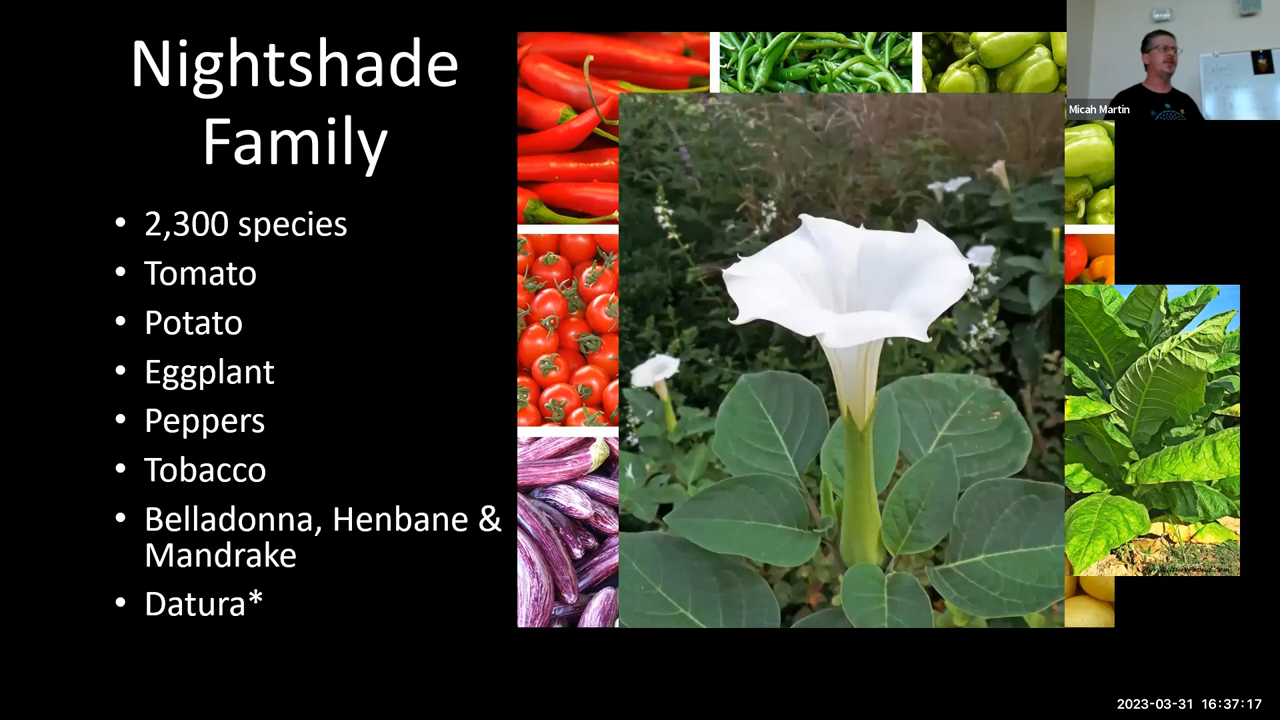 Nightshade
Family
• 2,300 species
• Tomato
• Potato
• Eggplant
• Peppers
• Tobacco
• Belladonna, Henbane &
Mandrake
• Datura*
Micah Martin
2023-03-31 16:37:17